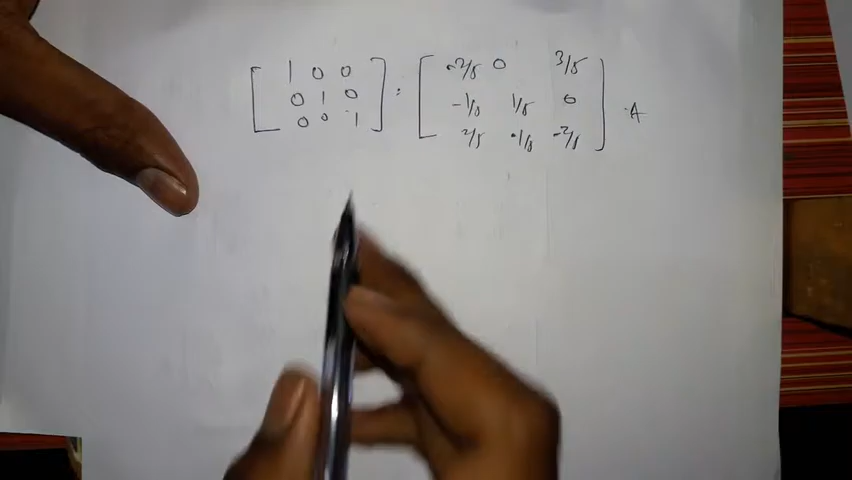 [ 1 0 0 ] = [ -2/5 0 3/5 ]
[ 0 1 0 ] [ -1/5 1/5 0 ] . A
[ 0 0 1 ] [ 2/5 -1/5 -2/5 ]